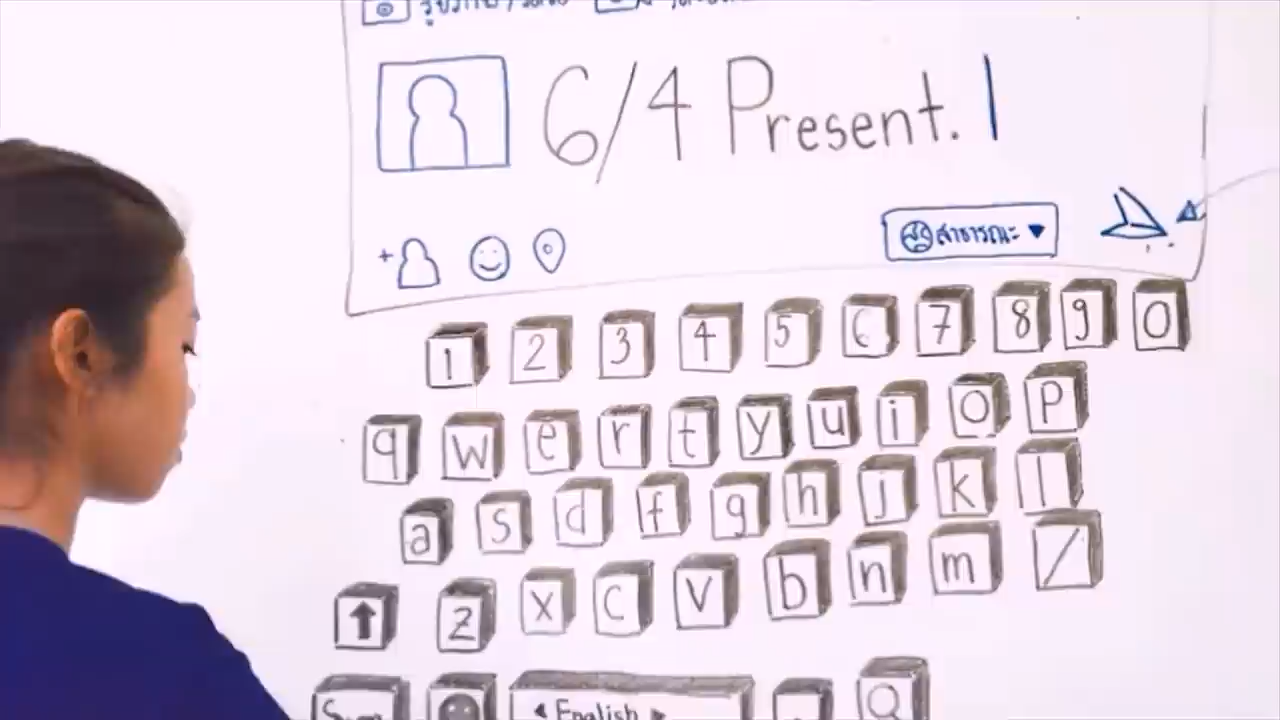 6/4 Present.
สาธารณะ
1 2 3 4 5 6 7 8 9 0
q w e r t y u i o p
a s d f g h j k l
z x c v b n m /
English